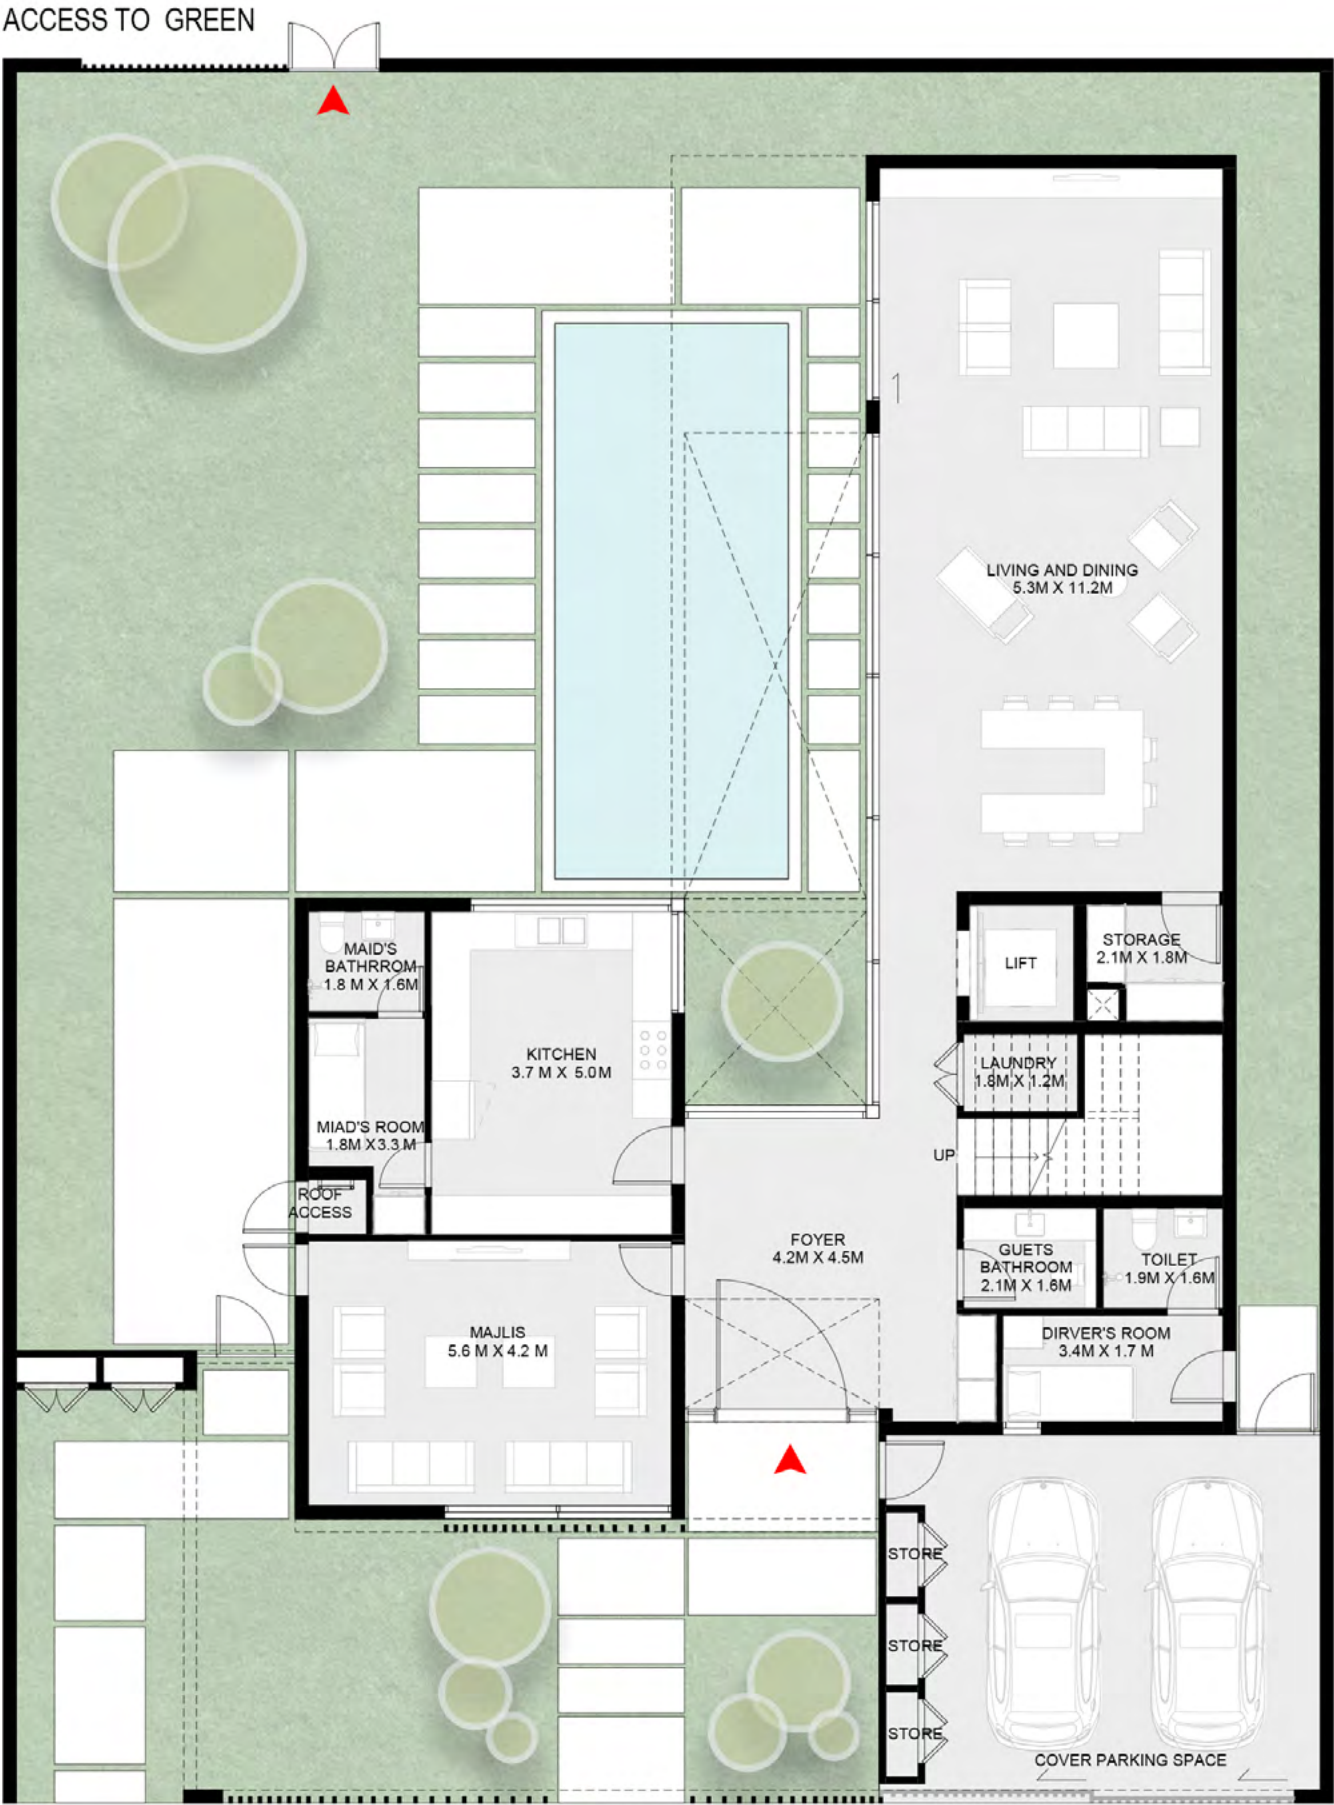 ACCESS TO GREEN
LIVING AND DINING
5.3M X 11.2M
MAID'S
BATHRROM
1.8 M X 1.6M
LIFT
STORAGE
2.1M X 1.8M
KITCHEN
3.7 M X 5.0M
LAUNDRY
1.8M X 1.2M
MIAD'S ROOM
1.8M X3.3 M
UP
ROOF
ACCESS
FOYER
4.2M X 4.5M
GUETS
BATHROOM
2.1M X 1.6M
TOILET
1.9M X 1.6M
MAJLIS
5.6 M X 4.2 M
DIRVER'S ROOM
3.4M X 1.7 M
STORE
STORE
STORE
COVER PARKING SPACE